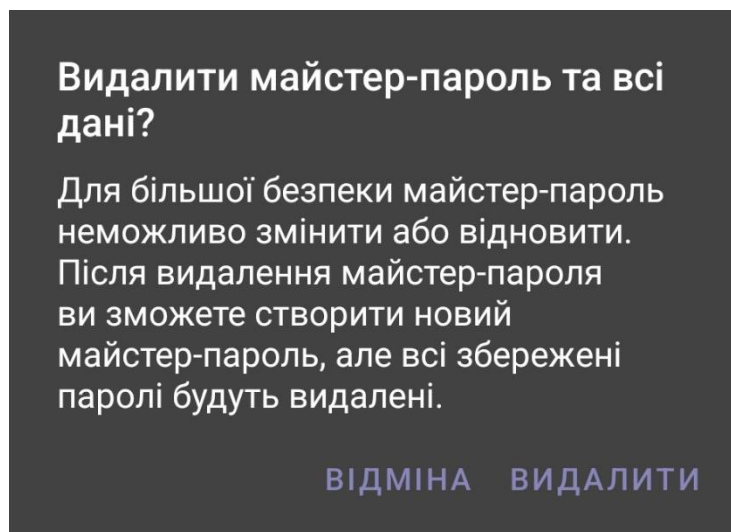 Видалити майстер-пароль та всі
дані?
Для більшої безпеки майстер-пароль
неможливо змінити або відновити.
Після видалення майстер-пароля
ви зможете створити новий
майстер-пароль, але всі збережені
паролі будуть видалені.
ВІДМІНА ВИДАЛИТИ